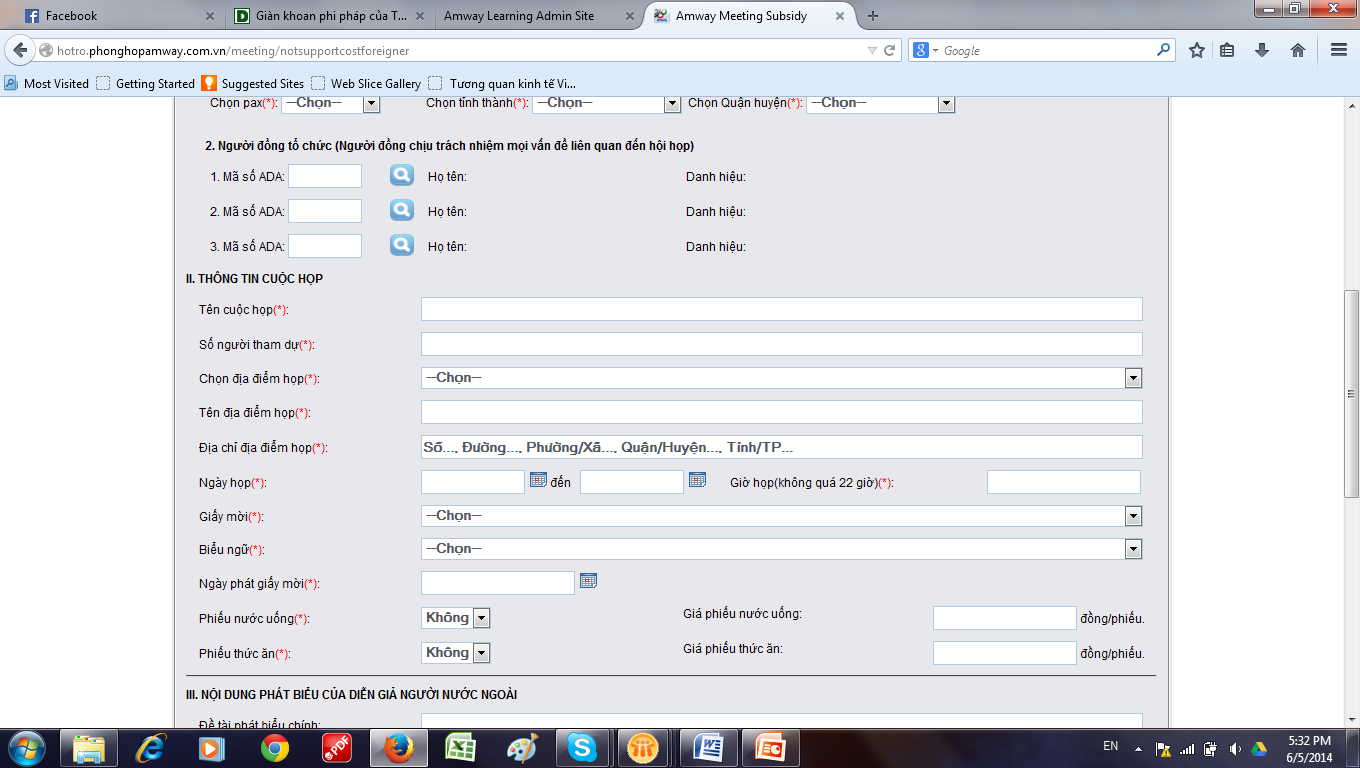 Facebook
Giàn khoan phi pháp của T...
Amway Learning Admin Site
Amway Meeting Subsidy
hotro.phonghopamway.com.vn/meeting/notsupportcostforeigner
Google
Most Visited Getting Started Suggested Sites Web Slice Gallery Tương quan kinh tế Vi...
Chọn pax(*): --Chọn-- Chọn tỉnh thành(*): --Chọn-- Chọn Quận huyện(*): --Chọn--
2. Người đồng tổ chức (Người đồng chịu trách nhiệm mọi vấn đề liên quan đến hội họp)
1. Mã số ADA: Họ tên: Danh hiệu:
2. Mã số ADA: Họ tên: Danh hiệu:
3. Mã số ADA: Họ tên: Danh hiệu:
II. THÔNG TIN CUỘC HỌP
Tên cuộc họp(*):
Số người tham dự(*):
Chọn địa điểm họp(*): --Chọn--
Tên địa điểm họp(*):
Địa chỉ địa điểm họp(*): Số..., Đường..., Phường/Xã..., Quận/Huyện..., Tỉnh/TP...
Ngày họp(*): đến Giờ họp(không quá 22 giờ)(*):
Giấy mời(*): --Chọn--
Biểu ngữ(*): --Chọn--
Ngày phát giấy mời(*):
Phiếu nước uống(*): Không Giá phiếu nước uống: đồng/phiếu.
Phiếu thức ăn(*): Không Giá phiếu thức ăn: đồng/phiếu.
III. NỘI DUNG PHÁT BIỂU CỦA DIỄN GIẢ NGƯỜI NƯỚC NGOÀI
Đề tài phát biểu chính:
EN
5:32 PM
6/5/2014